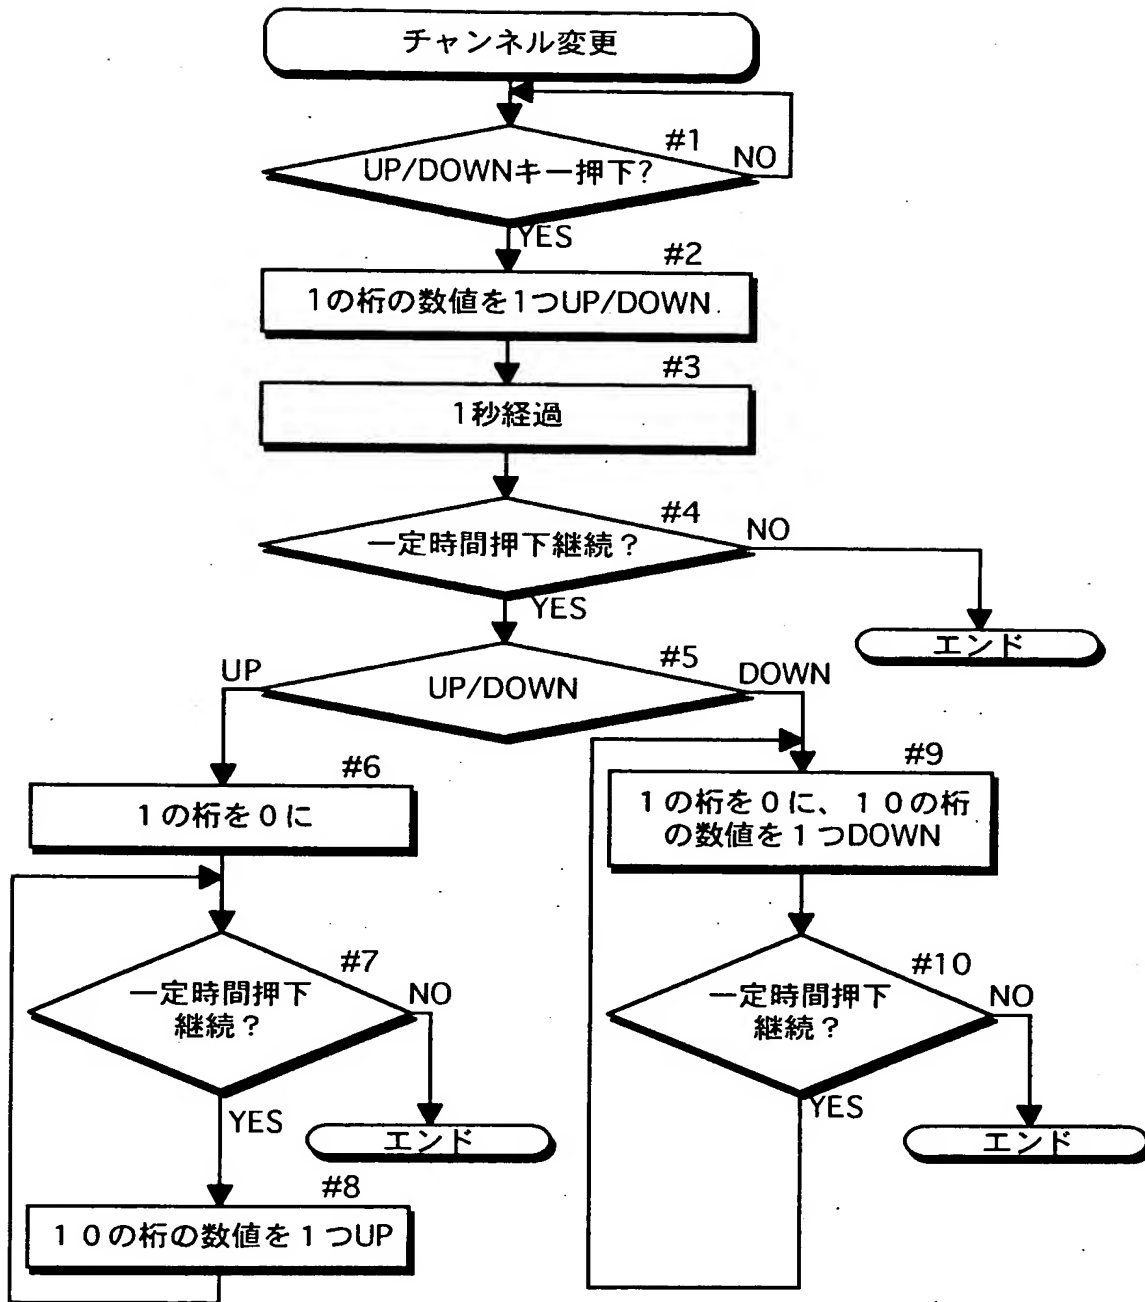 チャンネル変更
#1
UP/DOWNキー押下?
NO
YES
#2
1の桁の数値を1つUP/DOWN
#3
1秒経過
#4
一定時間押下継続？
NO
YES
エンド
#5
UP
UP/DOWN
DOWN
#6
1の桁を0に
#9
1の桁を0に、10の桁
の数値を1つDOWN
#7
一定時間押下
継続？
NO
YES
エンド
#10
一定時間押下
継続？
NO
YES
エンド
#8
10の桁の数値を1つUP